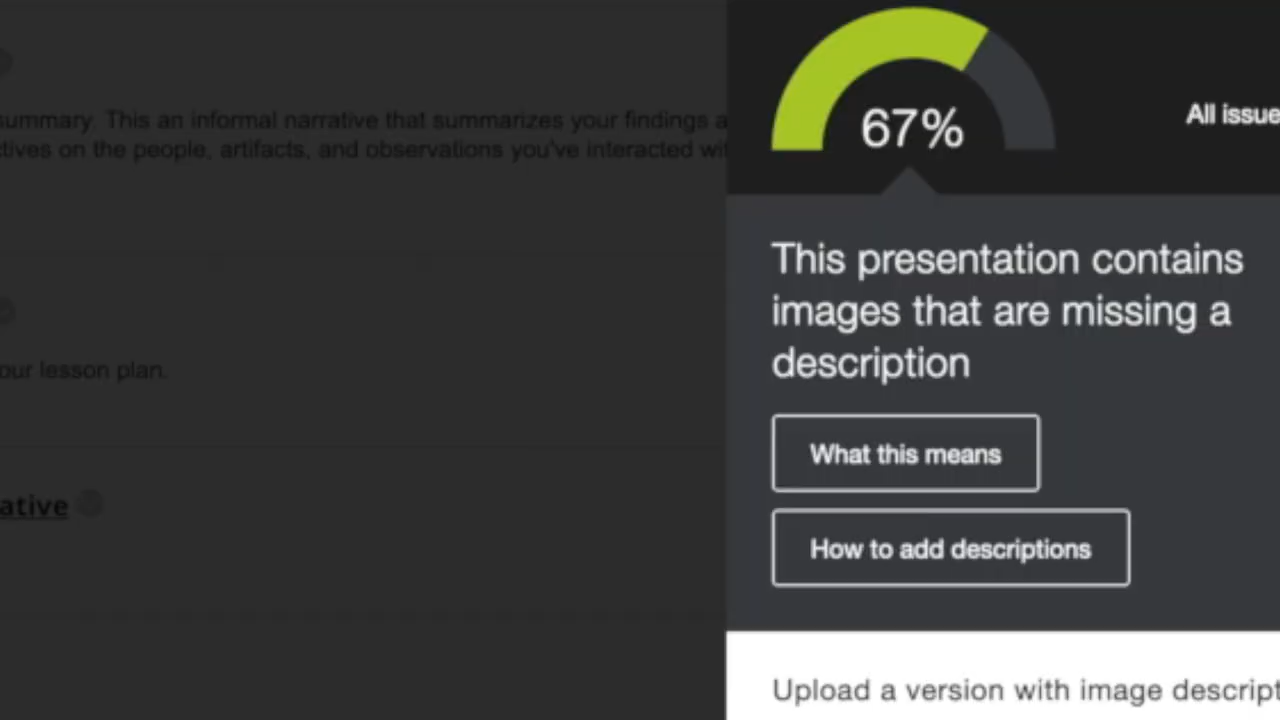 summary. This an informal narrative that summarizes your findings a
ctives on the people, artifacts, and observations you've interacted wit
our lesson plan.
ative
67%
All issue
This presentation contains
images that are missing a
description
What this means
How to add descriptions
Upload a version with image descript